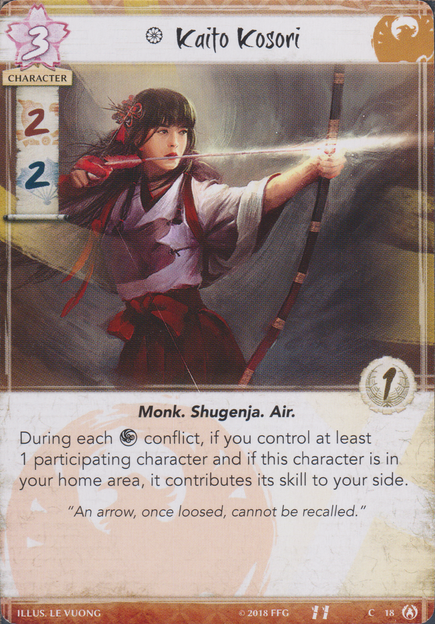 3
Kaito Kosori
CHARACTER
2
2
1
Monk. Shugenja. Air.
During each conflict, if you control at least
1 participating character and if this character is in
your home area, it contributes its skill to your side.
"An arrow, once loosed, cannot be recalled."
ILLUS. LE VUONG
© 2018 FFG
C 18